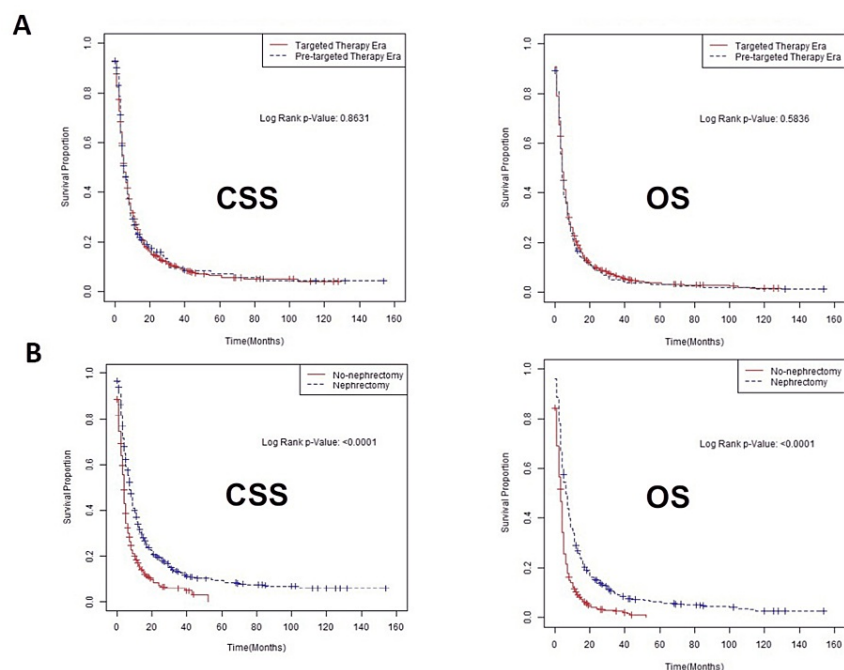 A
Targeted Therapy Era
Pre-targeted Therapy Era
Log Rank p-Value: 0.8631
CSS
Survival Proportion
0.0 0.2 0.4 0.6 0.8 1.0
0 20 40 60 80 100 120 140 160
Time(Months)
Targeted Therapy Era
Pre-targeted Therapy Era
Log Rank p-Value: 0.5836
OS
Survival Proportion
0.0 0.2 0.4 0.6 0.8 1.0
0 20 40 60 80 100 120 140 160
Time(Months)
B
No-nephrectomy
Nephrectomy
Log Rank p-Value: <0.0001
CSS
Survival Proportion
0.0 0.2 0.4 0.6 0.8 1.0
0 20 40 60 80 100 120 140 160
Time(Months)
No-nephrectomy
Nephrectomy
Log Rank p-Value: <0.0001
OS
Survival Proportion
0.0 0.2 0.4 0.6 0.8 1.0
0 20 40 60 80 100 120 140 160
Time(Months)